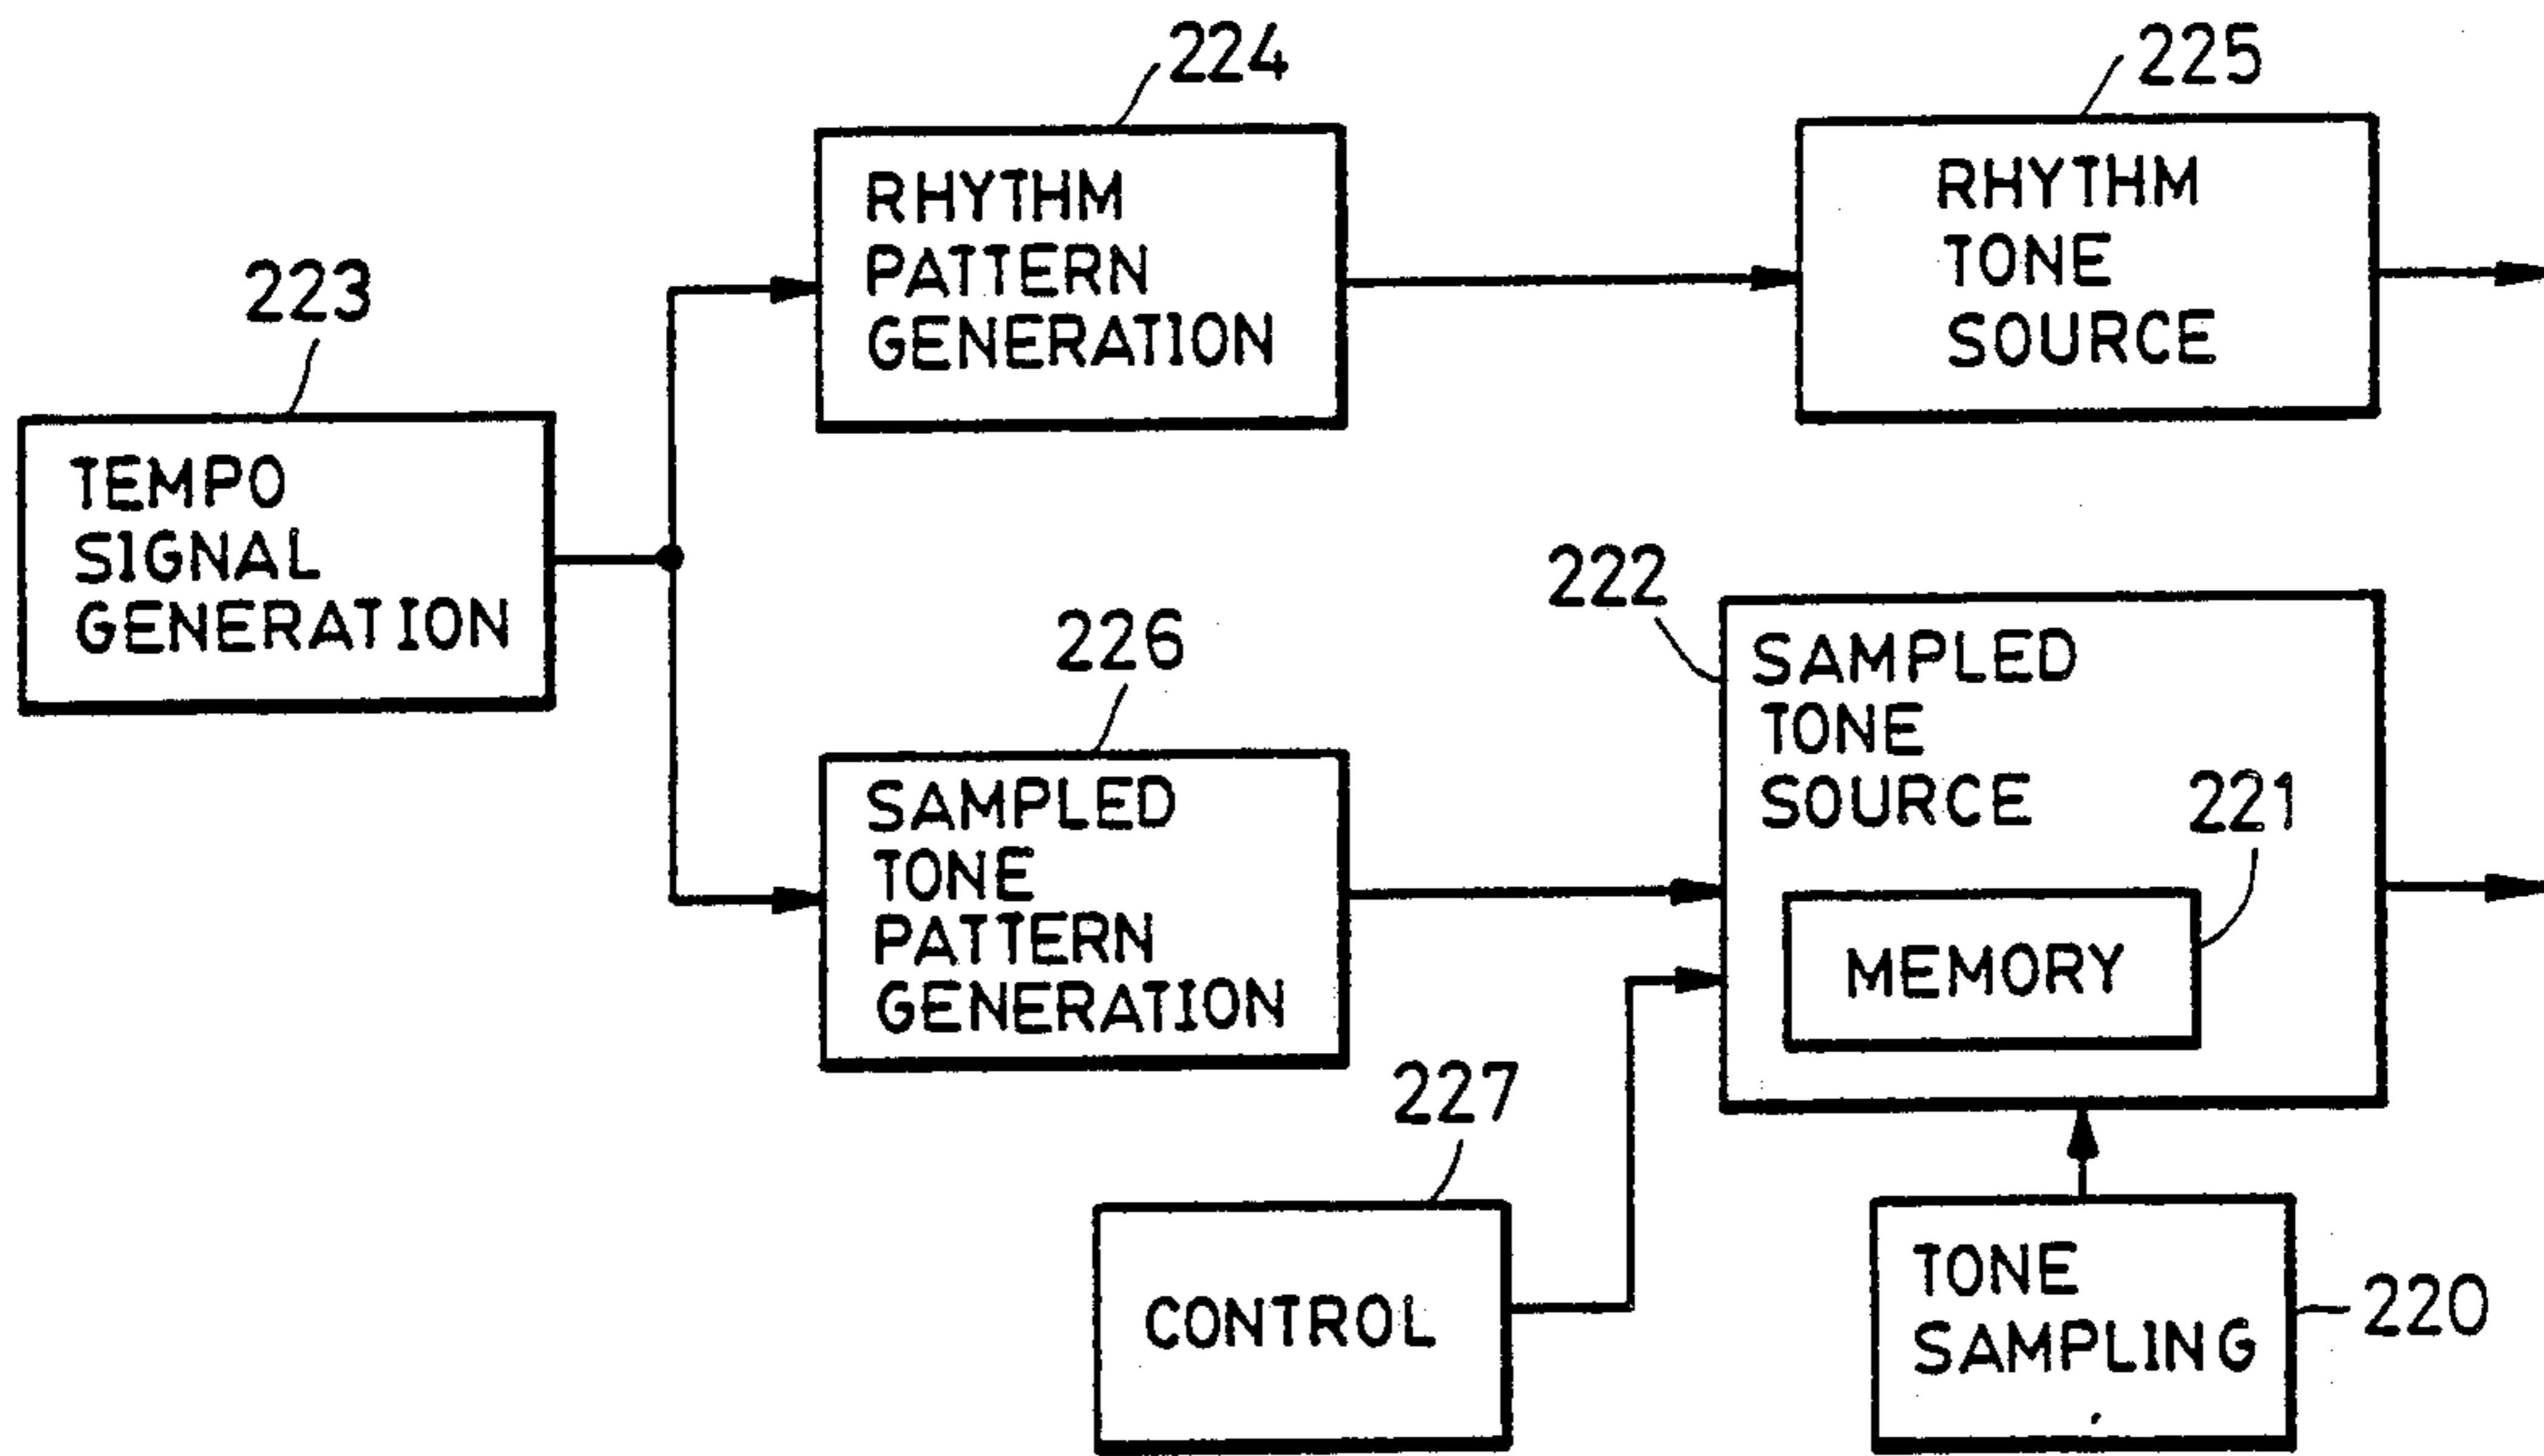 224
225
RHYTHM
PATTERN
GENERATION
RHYTHM
TONE
SOURCE
223
TEMPO
SIGNAL
GENERATION
222
226
SAMPLED
TONE
SOURCE
221
MEMORY
SAMPLED
TONE
PATTERN
GENERATION
227
CONTROL
TONE
SAMPLING
220